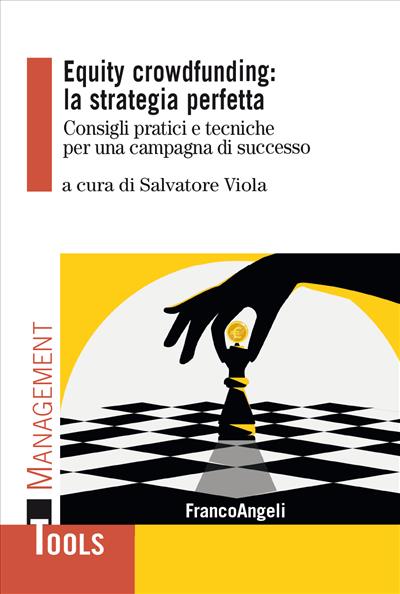 Equity crowdfunding:
la strategia perfetta
Consigli pratici e tecniche
per una campagna di successo
a cura di Salvatore Viola
MANAGEMENT
€
FrancoAngeli
TOOLS